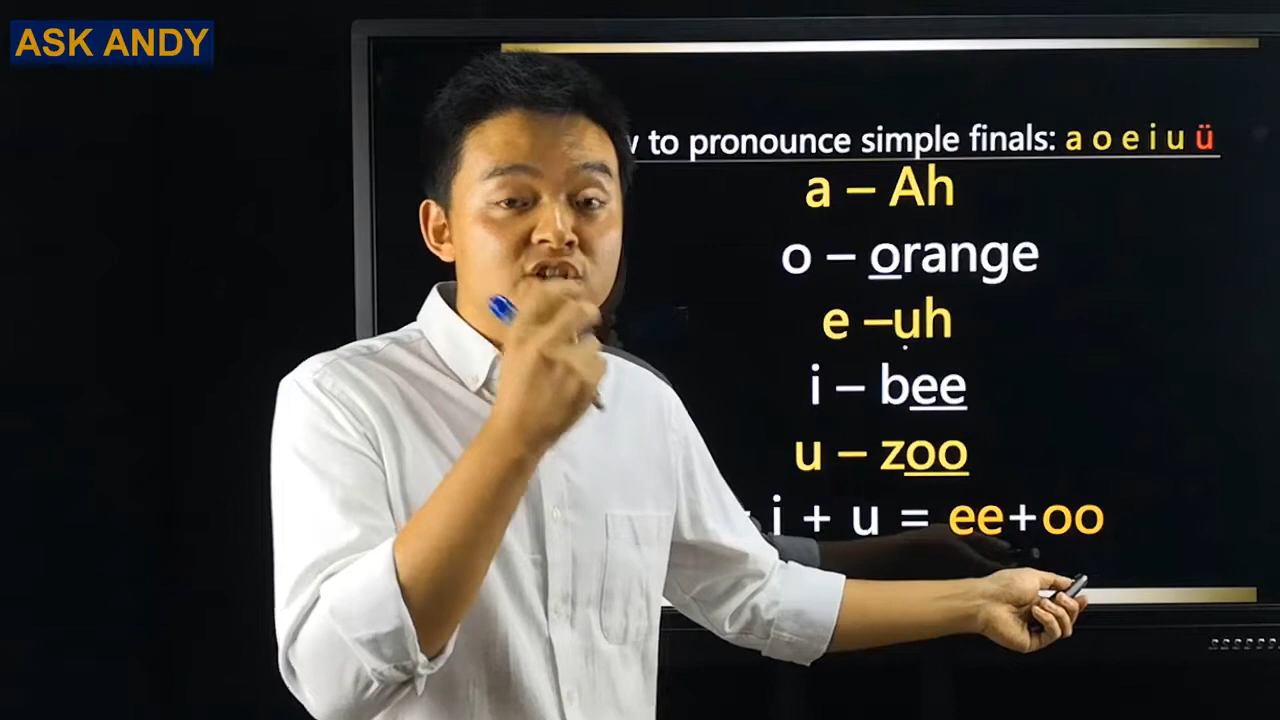 ASK ANDY
to pronounce simple finals: a o e i u ü
a – Ah
o – orange
e –uh
i – bee
u – zoo
i + u = ee+oo